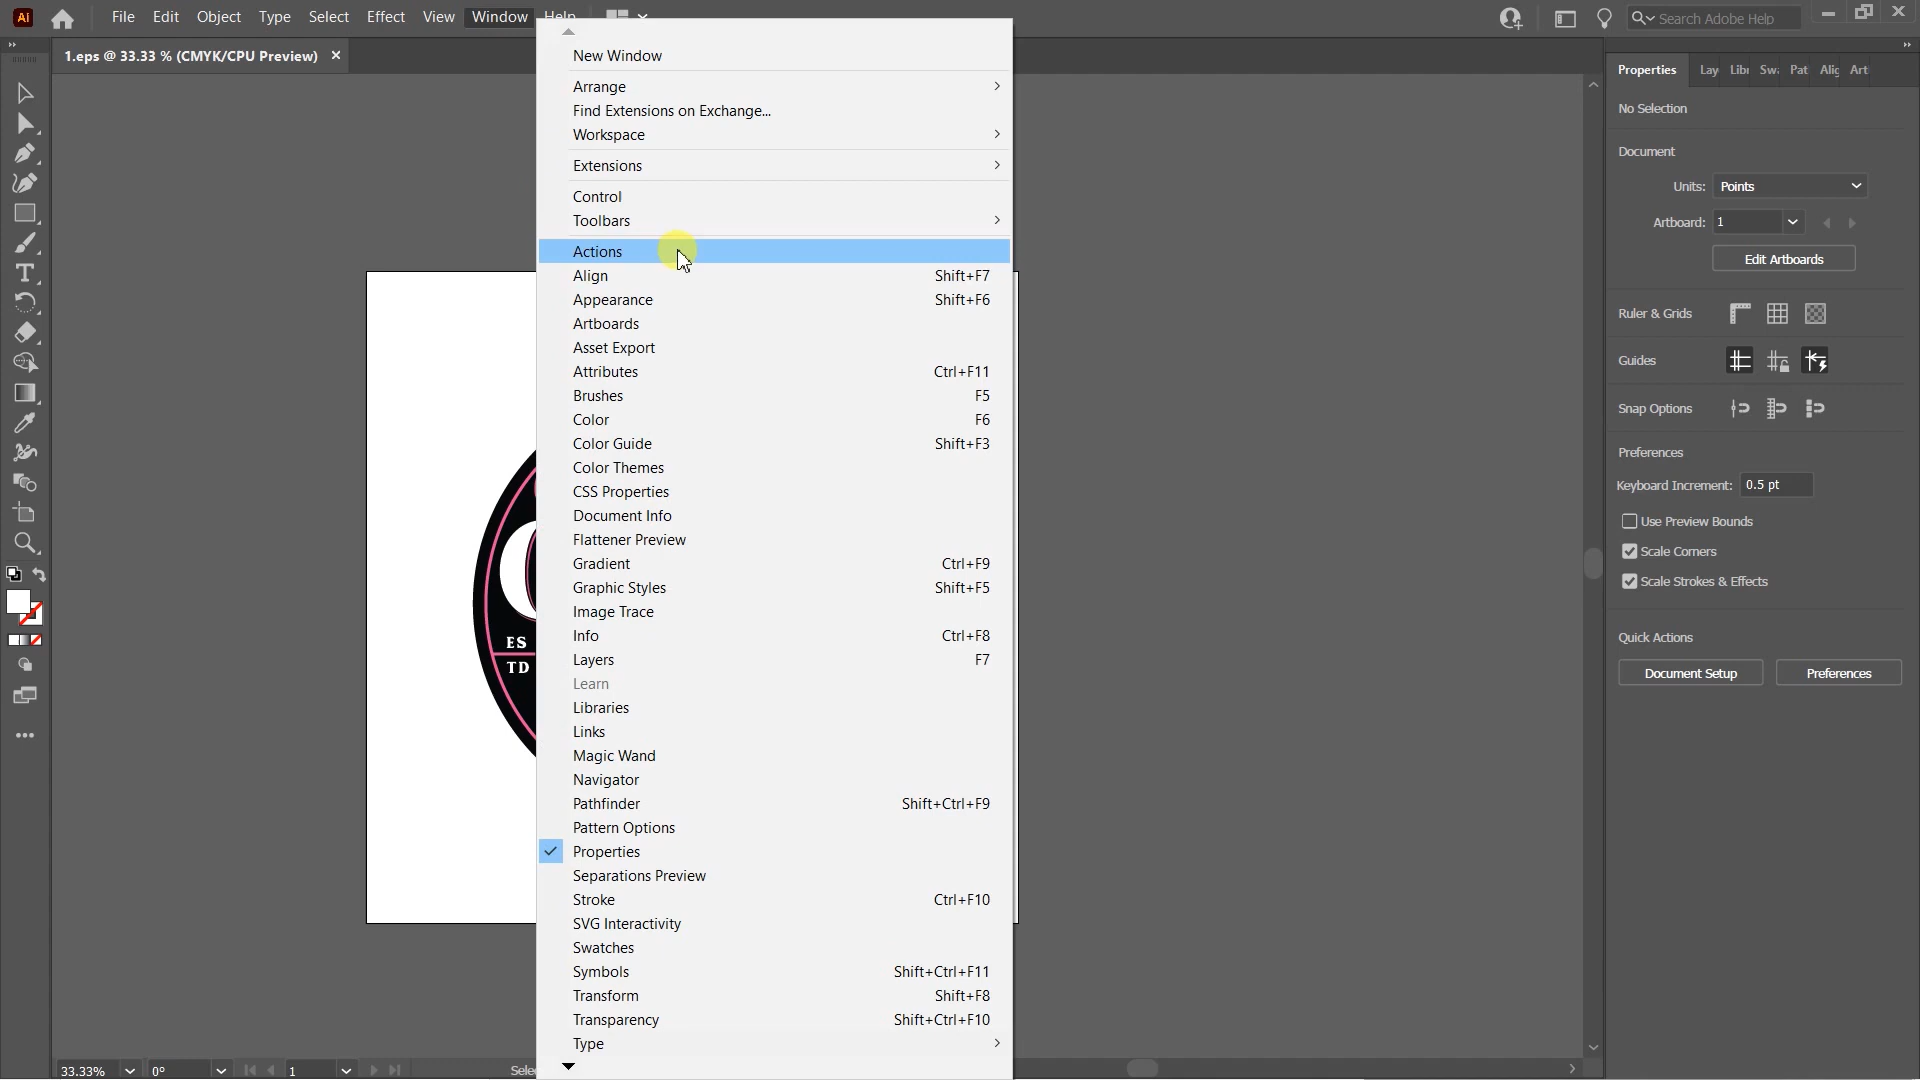 Ai File Edit Object Type Select Effect View Window Help Search Adobe Help
1.eps @ 33.33 % (CMYK/CPU Preview) ×
New Window
Arrange
Find Extensions on Exchange...
Workspace
Extensions
Control
Toolbars
Actions
Align Shift+F7
Appearance Shift+F6
Artboards
Asset Export
Attributes Ctrl+F11
Brushes F5
Color F6
Color Guide Shift+F3
Color Themes
CSS Properties
Document Info
Flattener Preview
Gradient Ctrl+F9
Graphic Styles Shift+F5
Image Trace
Info Ctrl+F8
Layers F7
Learn
Libraries
Links
Magic Wand
Navigator
Pathfinder Shift+Ctrl+F9
Pattern Options
Properties
Separations Preview
Stroke Ctrl+F10
SVG Interactivity
Swatches
Symbols Shift+Ctrl+F11
Transform Shift+F8
Transparency Shift+Ctrl+F10
Type
ES
TD
Properties Lay Libr Swa Pat Alig Art
No Selection
Document
Units: Points
Artboard: 1
Edit Artboards
Ruler & Grids
Guides
Snap Options
Preferences
Keyboard Increment: 0.5 pt
Use Preview Bounds
Scale Corners
Scale Strokes & Effects
Quick Actions
Document Setup Preferences
33.33% 0° 1 Selec